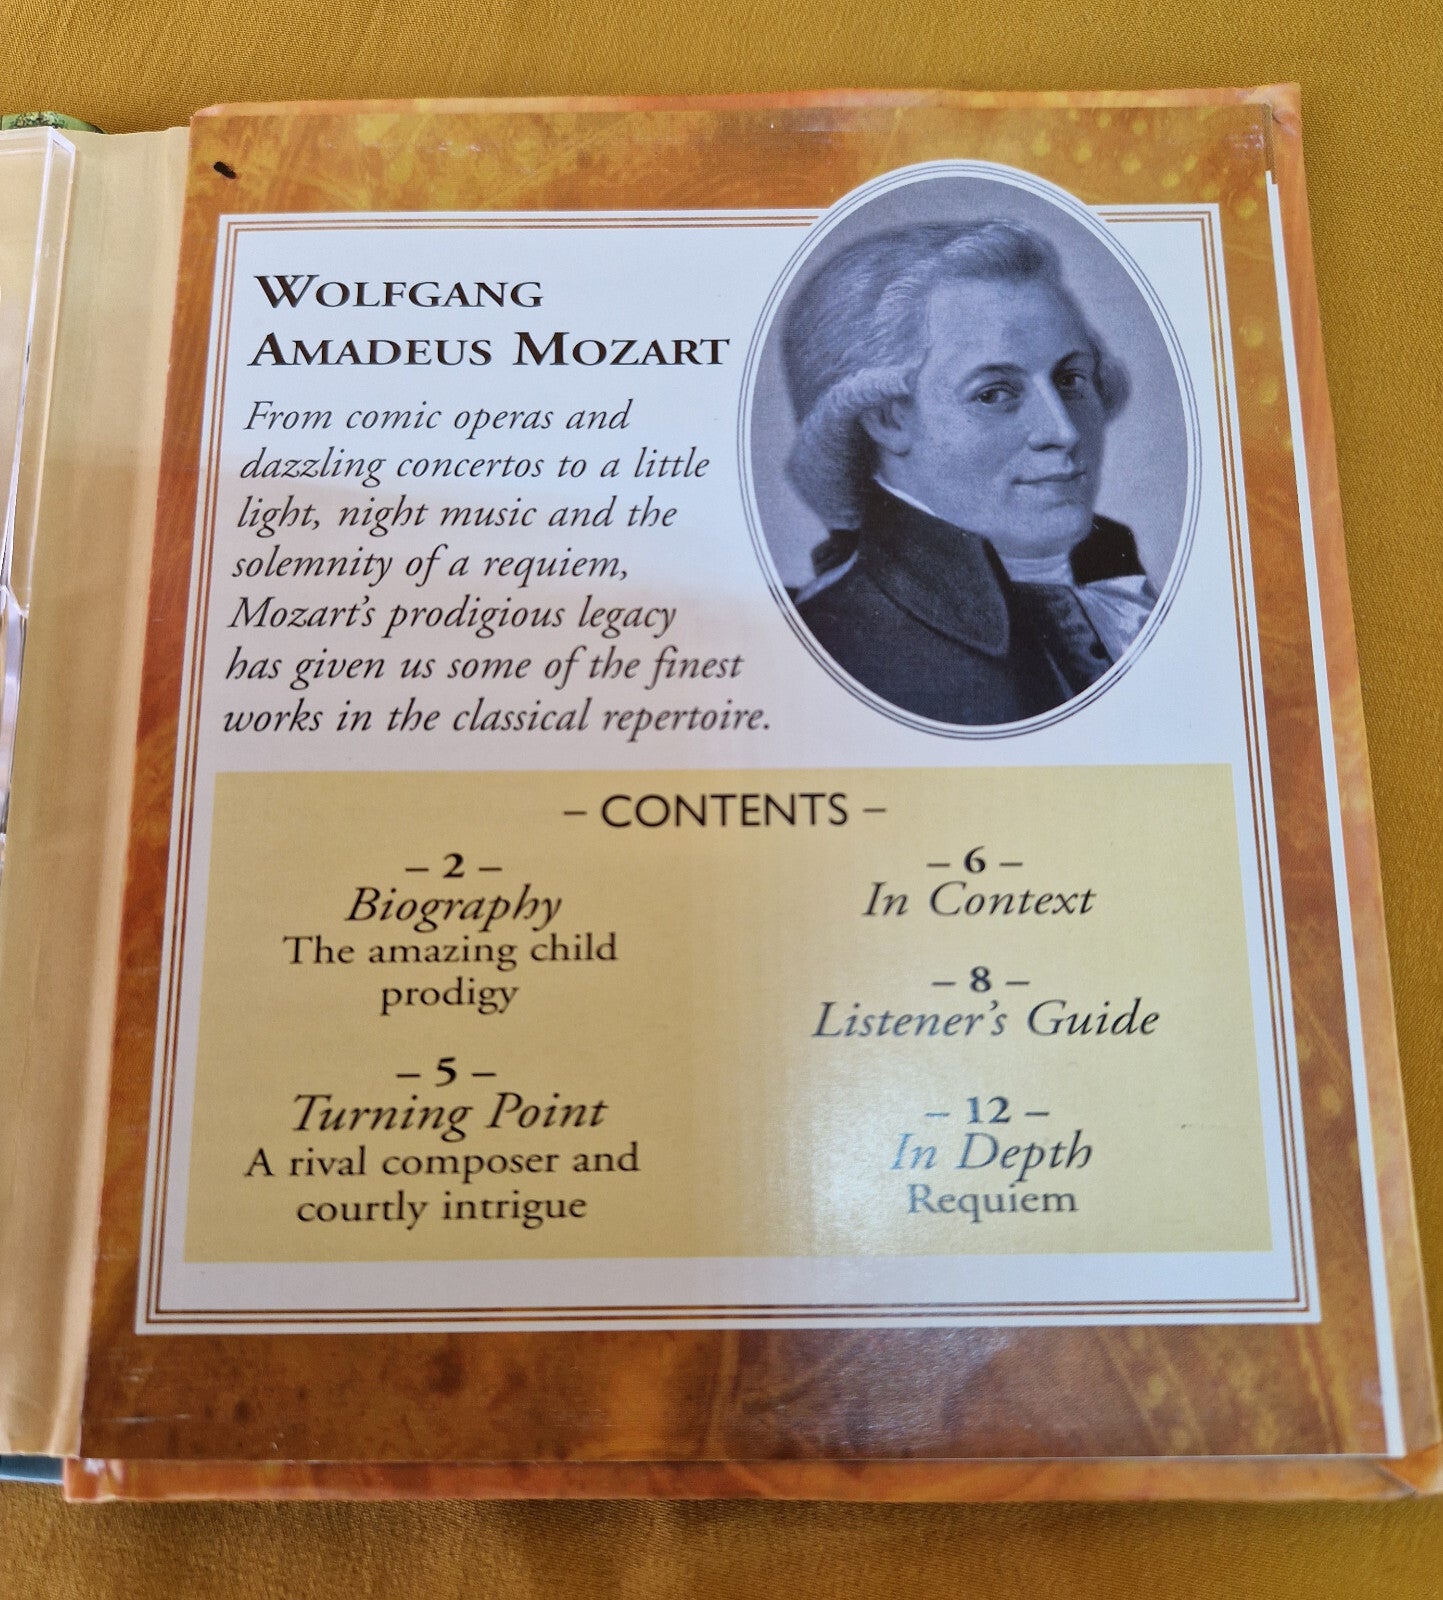 WOLFGANG
AMADEUS MOZART
From comic operas and
dazzling concertos to a little
light, night music and the
solemnity of a requiem,
Mozart's prodigious legacy
has given us some of the finest
works in the classical repertoire.
– CONTENTS –
– 2 –
Biography
The amazing child
prodigy
– 5 –
Turning Point
A rival composer and
courtly intrigue
– 6 –
In Context
– 8 –
Listener's Guide
– 12 –
In Depth
Requiem